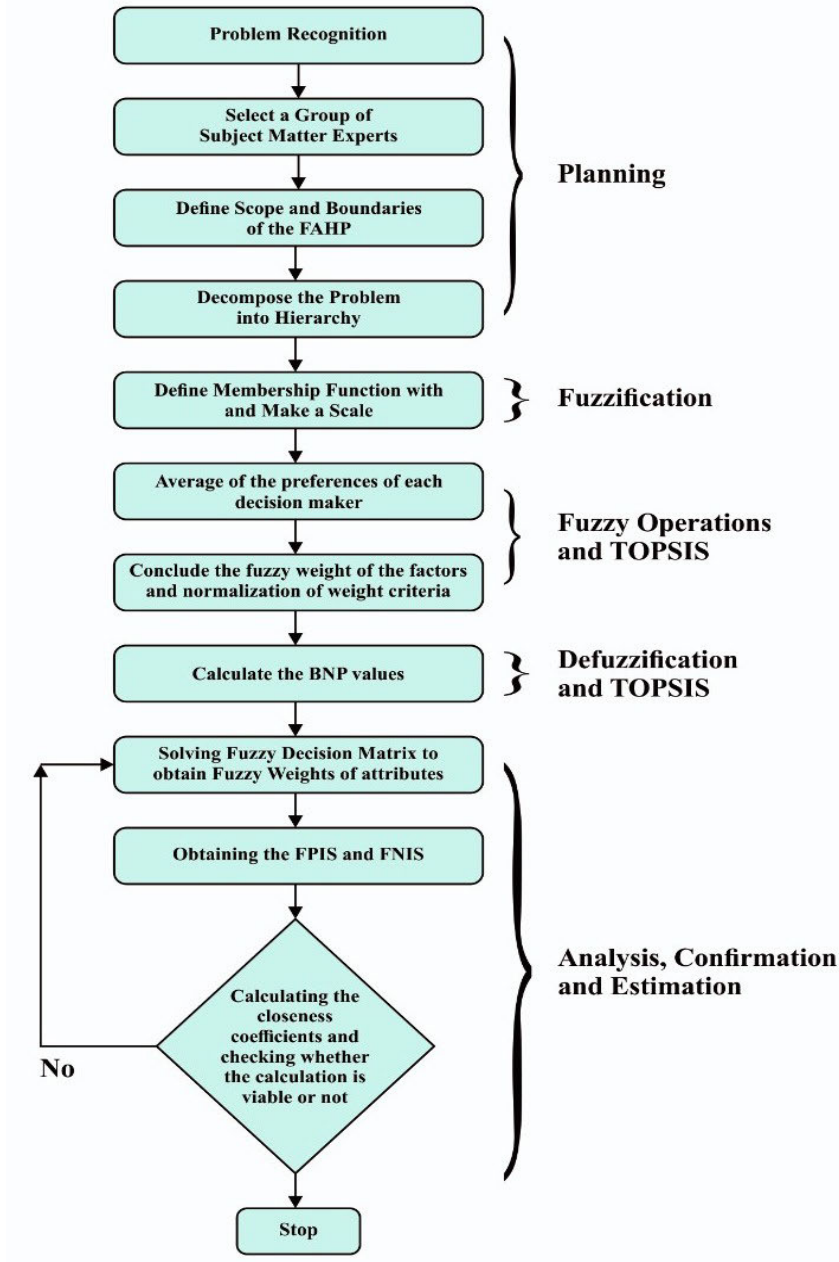 Problem Recognition
Select a Group of
Subject Matter Experts
Planning
Define Scope and Boundaries
of the FAHP
Decompose the Problem
into Hierarchy
Define Membership Function with
and Make a Scale
Fuzzification
Average of the preferences of each
decision maker
Fuzzy Operations
and TOPSIS
Conclude the fuzzy weight of the factors
and normalization of weight criteria
Calculate the BNP values
Defuzzification
and TOPSIS
Solving Fuzzy Decision Matrix to
obtain Fuzzy Weights of attributes
Obtaining the FPIS and FNIS
Analysis, Confirmation
and Estimation
Calculating the
closeness
coefficients and
checking whether
the calculation is
viable or not
No
Stop